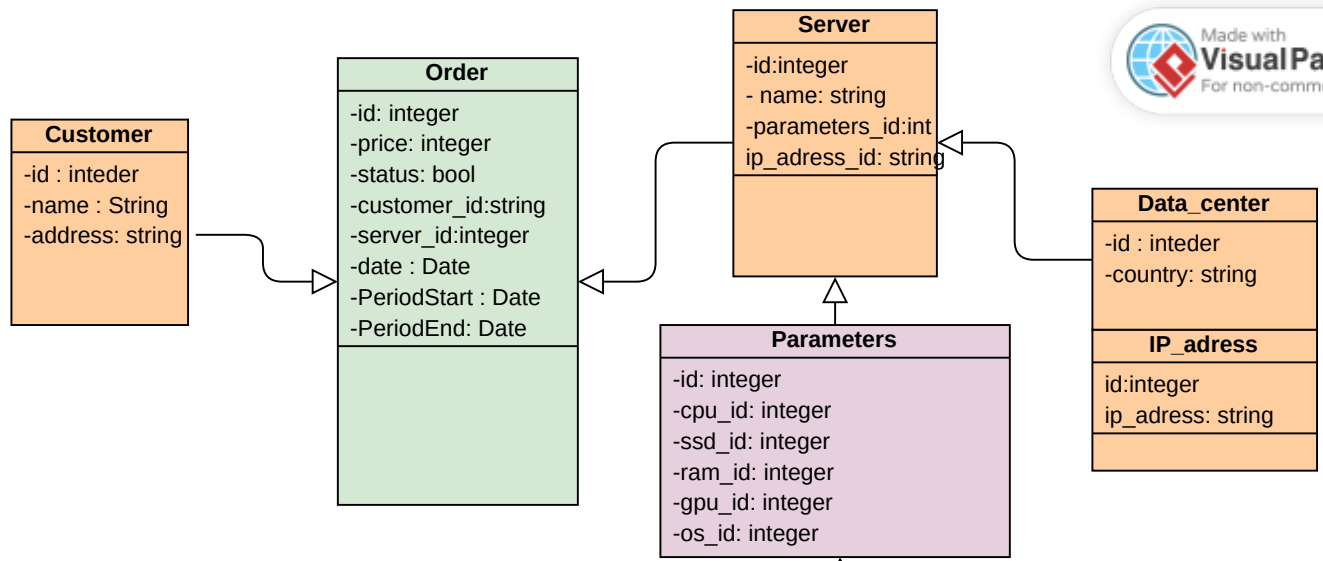 Server
-id:integer
- name: string
-parameters_id:int
ip_adress_id: string
Made with
Visual Pa
For non-comme
Order
-id: integer
-price: integer
-status: bool
-customer_id:string
-server_id:integer
-date : Date
-PeriodStart : Date
-PeriodEnd: Date
Customer
-id : inteder
-name : String
-address: string
Data_center
-id : inteder
-country: string
IP_adress
id:integer
ip_adress: string
Parameters
-id: integer
-cpu_id: integer
-ssd_id: integer
-ram_id: integer
-gpu_id: integer
-os_id: integer